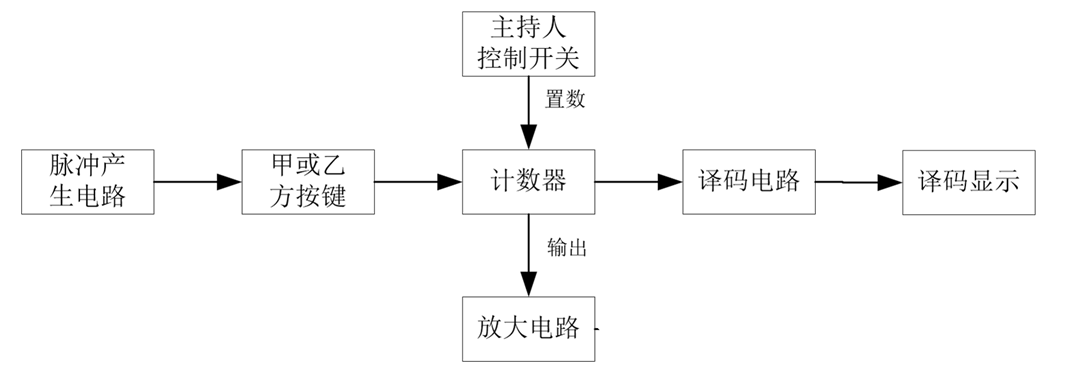 主持人
控制开关
置数
脉冲产
生电路
甲或乙
方按键
计数器
译码电路
译码显示
输出
放大电路